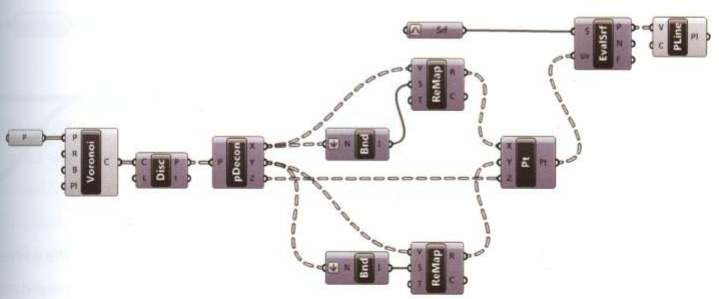 P
P
R
B
Pl
Voronoi
C
C
L
Disc
P
t
P
pDecon
X
Y
Z
N
Bnd
I
V
S
T
ReMap
R
C
N
Bnd
I
V
S
T
ReMap
R
C
X
Y
Z
Pt
Pt
Srf
S
uv
EvalSrf
P
N
F
V
C
PLine
Pl